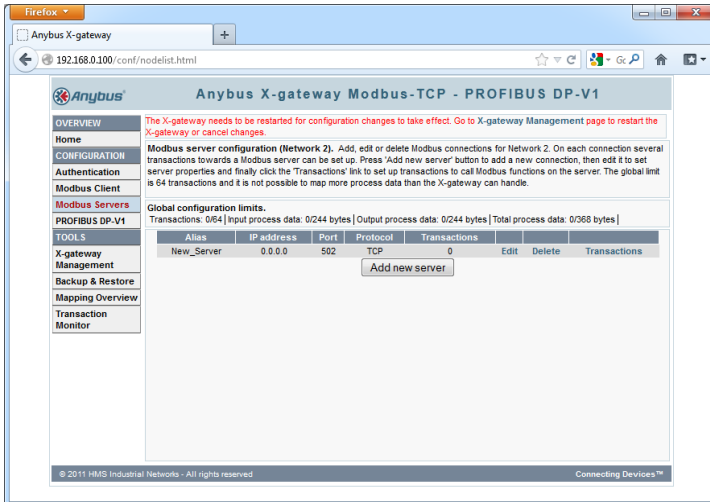 Firefox
Anybus X-gateway
192.168.0.100/conf/nodelist.html
Anybus
Anybus X-gateway Modbus-TCP - PROFIBUS DP-V1
OVERVIEW
Home
CONFIGURATION
Authentication
Modbus Client
Modbus Servers
PROFIBUS DP-V1
TOOLS
X-gateway
Management
Backup & Restore
Mapping Overview
Transaction
Monitor
The X-gateway needs to be restarted for configuration changes to take effect. Go to X-gateway Management page to restart the
X-gateway or cancel changes.
Modbus server configuration (Network 2). Add, edit or delete Modbus connections for Network 2. On each connection several
transactions towards a Modbus server can be set up. Press 'Add new server' button to add a new connection, then edit it to set
server properties and finally click the 'Transactions' link to set up transactions to call Modbus functions on the server. The global limit
is 64 transactions and it is not possible to map more process data than the X-gateway can handle.
Global configuration limits.
Transactions: 0/64 | Input process data: 0/244 bytes | Output process data: 0/244 bytes | Total process data: 0/368 bytes |
Alias IP address Port Protocol Transactions
New_Server 0.0.0.0 502 TCP 0 Edit Delete Transactions
Add new server
© 2011 HMS Industrial Networks - All rights reserved Connecting Devices™